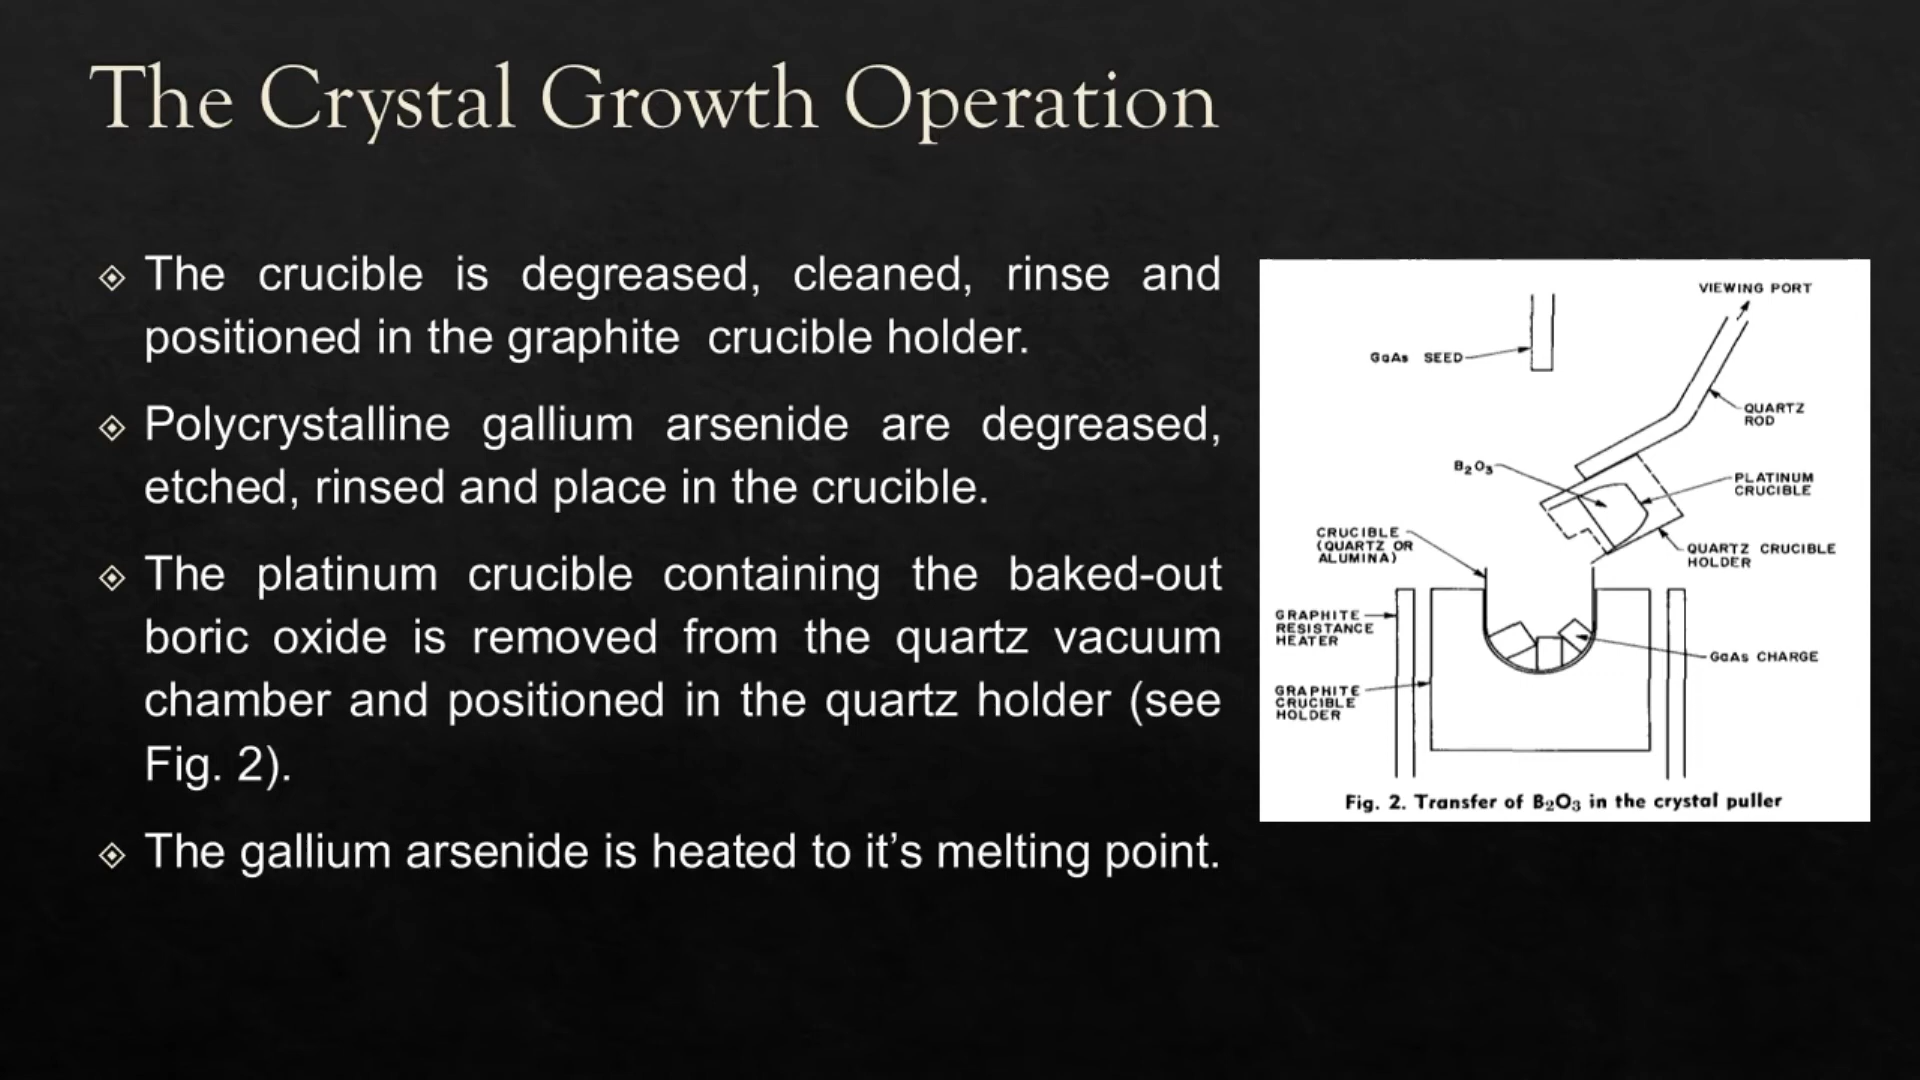 The Crystal Growth Operation
The crucible is degreased, cleaned, rinse and
positioned in the graphite crucible holder.
Polycrystalline gallium arsenide are degreased,
etched, rinsed and place in the crucible.
The platinum crucible containing the baked-out
boric oxide is removed from the quartz vacuum
chamber and positioned in the quartz holder (see
Fig. 2).
The gallium arsenide is heated to it’s melting point.
VIEWING PORT
GaAs SEED
QUARTZ
ROD
B₂O₃
PLATINUM
CRUCIBLE
CRUCIBLE
(QUARTZ OR
ALUMINA)
QUARTZ CRUCIBLE
HOLDER
GRAPHITE
RESISTANCE
HEATER
GaAs CHARGE
GRAPHITE
CRUCIBLE
HOLDER
Fig. 2. Transfer of B₂O₃ in the crystal puller